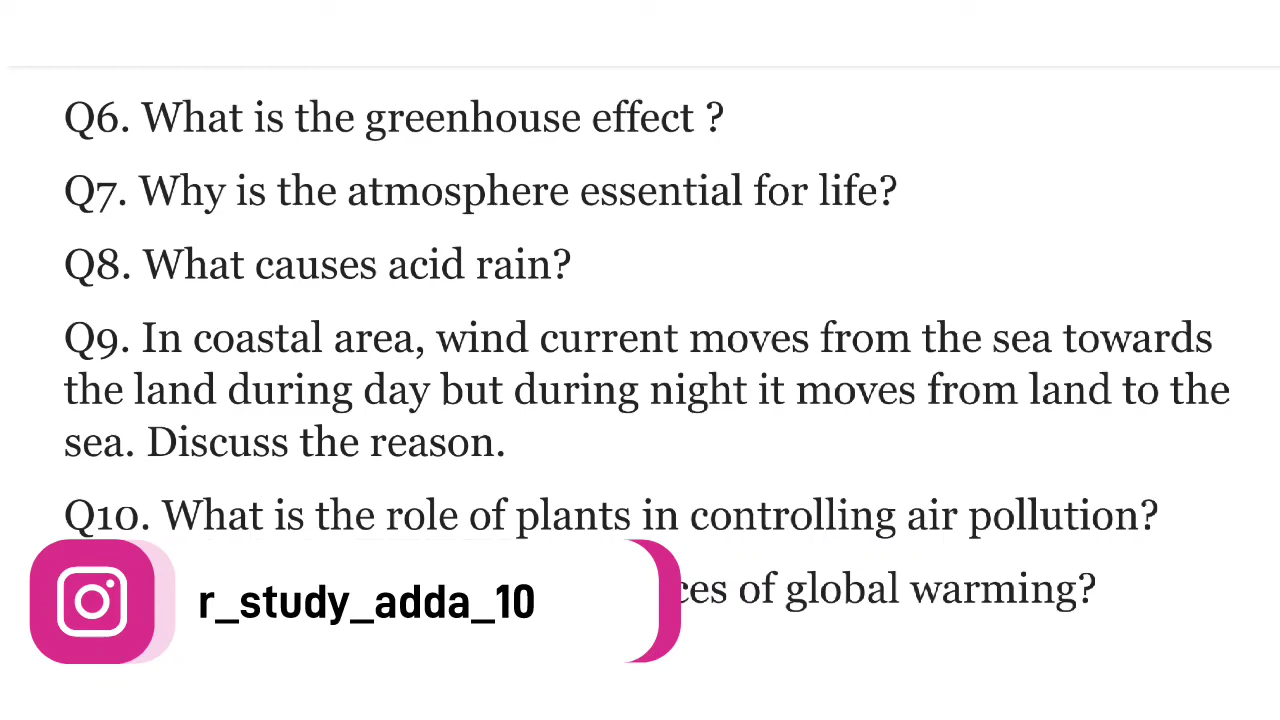 Q6. What is the greenhouse effect ?
Q7. Why is the atmosphere essential for life?
Q8. What causes acid rain?
Q9. In coastal area, wind current moves from the sea towards
the land during day but during night it moves from land to the
sea. Discuss the reason.
Q10. What is the role of plants in controlling air pollution?
of global warming?
r_study_adda_10